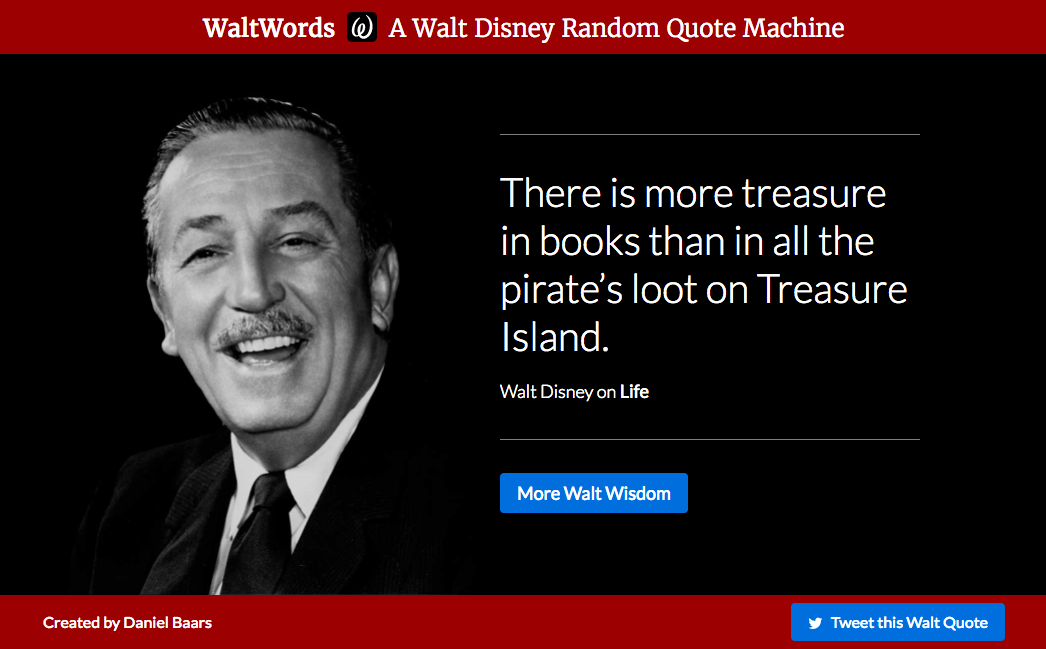 WaltWords W A Walt Disney Random Quote Machine
There is more treasure
in books than in all the
pirate’s loot on Treasure
Island.
Walt Disney on Life
More Walt Wisdom
Created by Daniel Baars
Tweet this Walt Quote